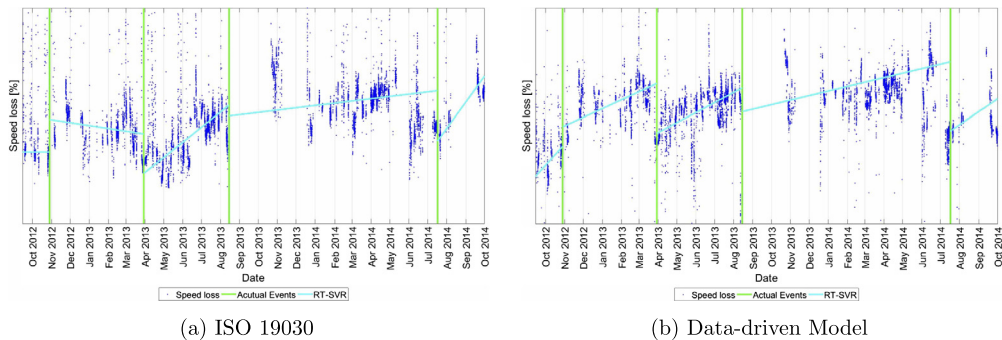 Speed loss [%]
Oct 2012 Nov 2012 Dec 2012 Jan 2013 Feb 2013 Mar 2013 Apr 2013 May 2013 Jun 2013 Jul 2013 Aug 2013 Sep 2013 Oct 2013 Nov 2013 Dec 2013 Jan 2014 Feb 2014 Mar 2014 Apr 2014 May 2014 Jun 2014 Jul 2014 Aug 2014 Sep 2014 Oct 2014
Date
Speed loss Acutual Events RT-SVR
(a) ISO 19030
Speed loss [%]
Oct 2012 Nov 2012 Dec 2012 Jan 2013 Feb 2013 Mar 2013 Apr 2013 May 2013 Jun 2013 Jul 2013 Aug 2013 Sep 2013 Oct 2013 Nov 2013 Dec 2013 Jan 2014 Feb 2014 Mar 2014 Apr 2014 May 2014 Jun 2014 Jul 2014 Aug 2014 Sep 2014 Oct 2014
Date
Speed loss Acutual Events RT-SVR
(b) Data-driven Model